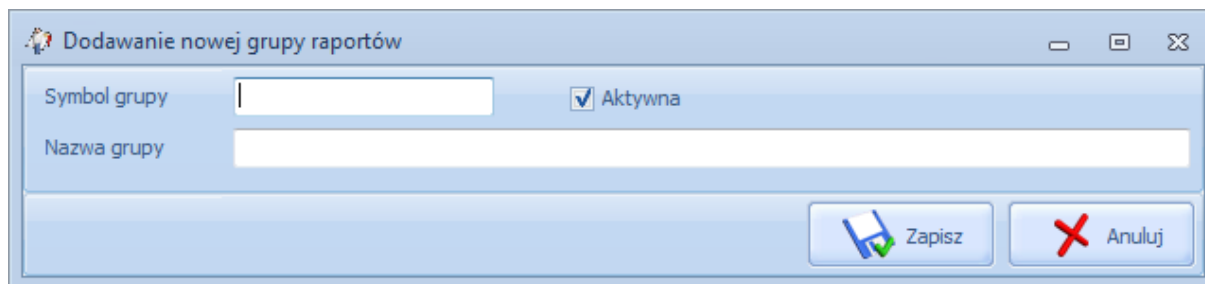 Dodawanie nowej grupy raportów
Symbol grupy Aktywna
Nazwa grupy
Zapisz Anuluj